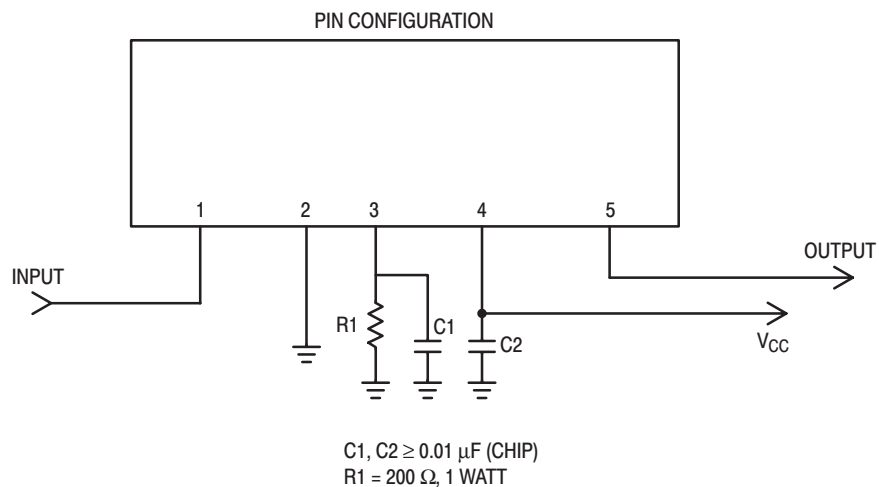 PIN CONFIGURATION
1 2 3 4 5
INPUT
OUTPUT
R1
C1
C2
VCC
C1, C2 ≥ 0.01 μF (CHIP)
R1 = 200 Ω, 1 WATT